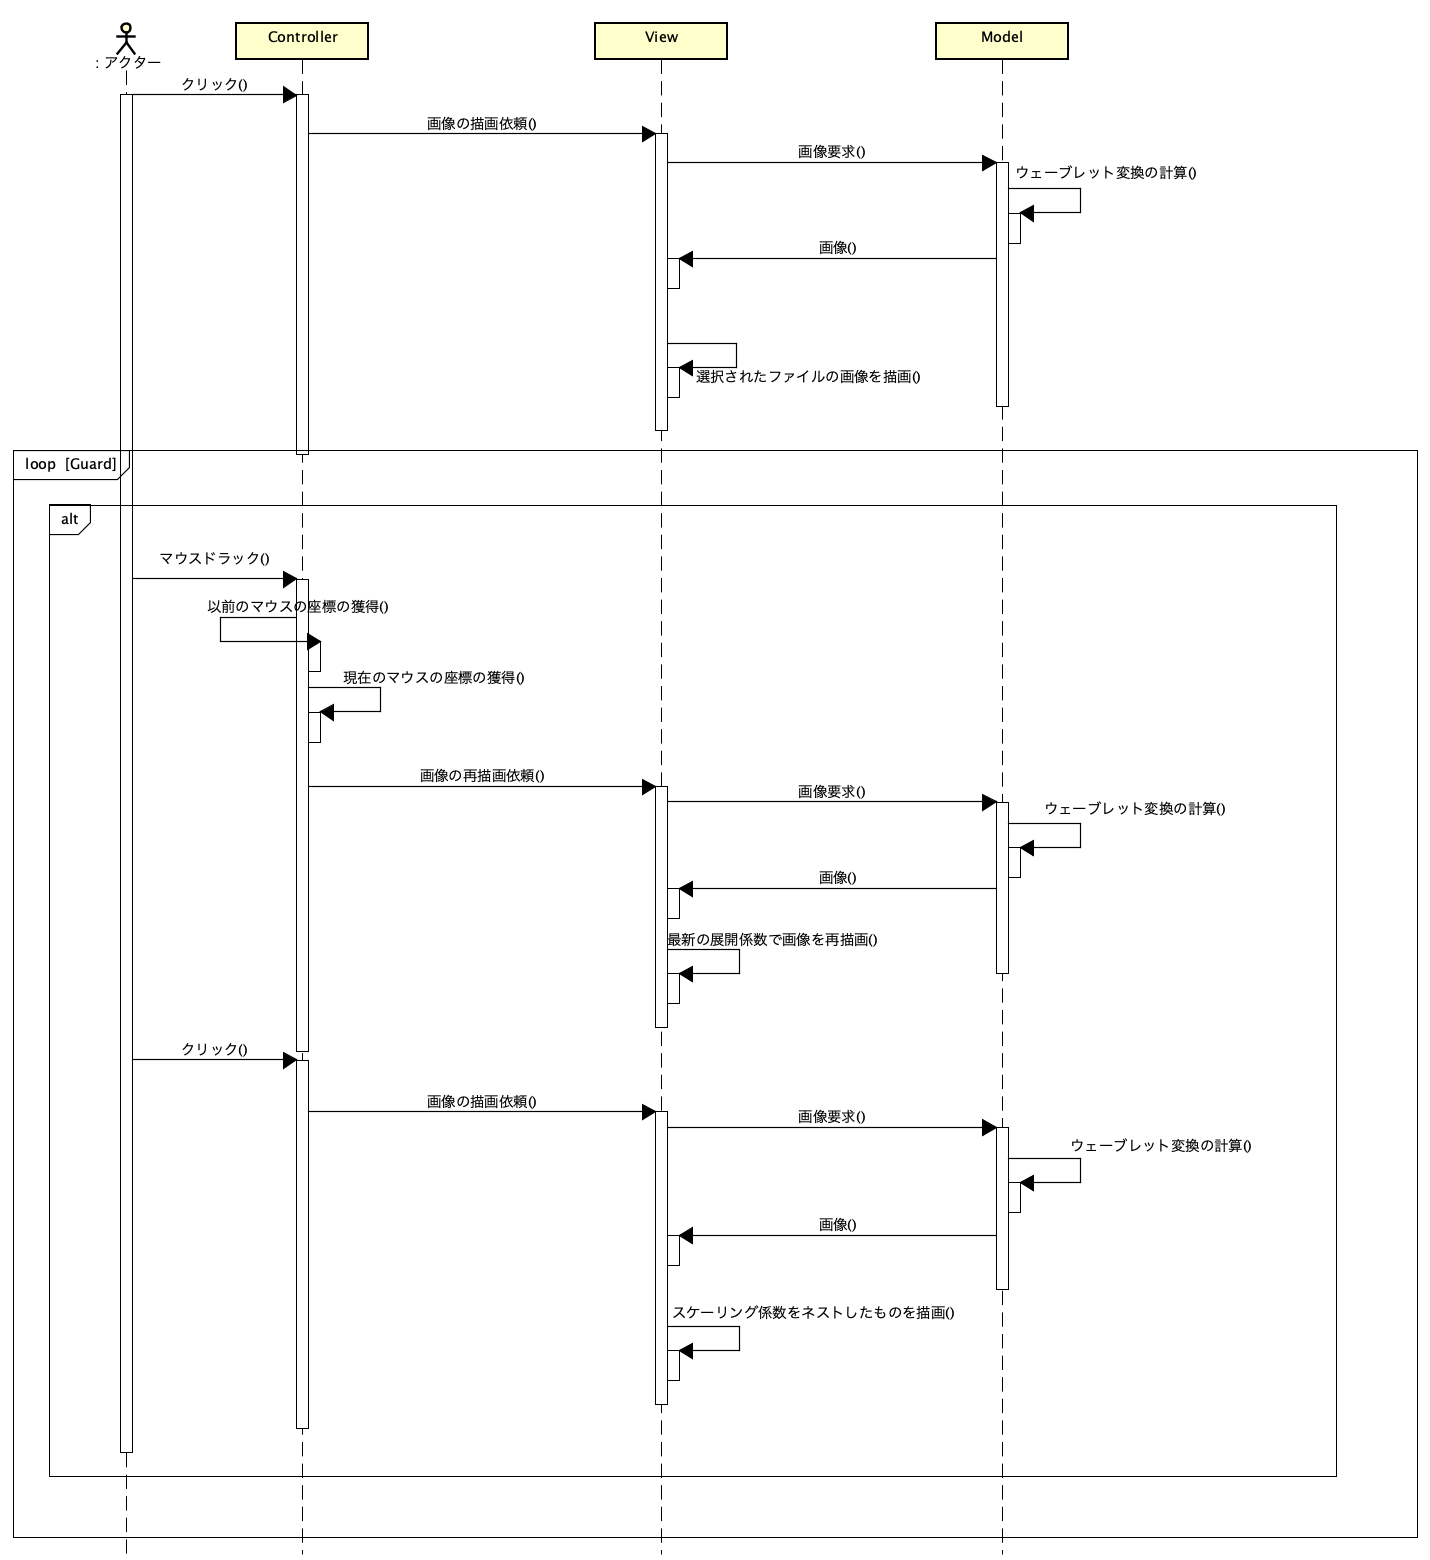 Controller
View
Model
: アクター
クリック()
画像の描画依頼()
画像要求()
ウェーブレット変換の計算()
画像()
選択されたファイルの画像を描画()
loop [Guard]
alt
マウスドラック()
以前のマウスの座標の獲得()
現在のマウスの座標の獲得()
画像の再描画依頼()
画像要求()
ウェーブレット変換の計算()
画像()
最新の展開係数で画像を再描画()
クリック()
画像の描画依頼()
画像要求()
ウェーブレット変換の計算()
画像()
スケーリング係数をネストしたものを描画()